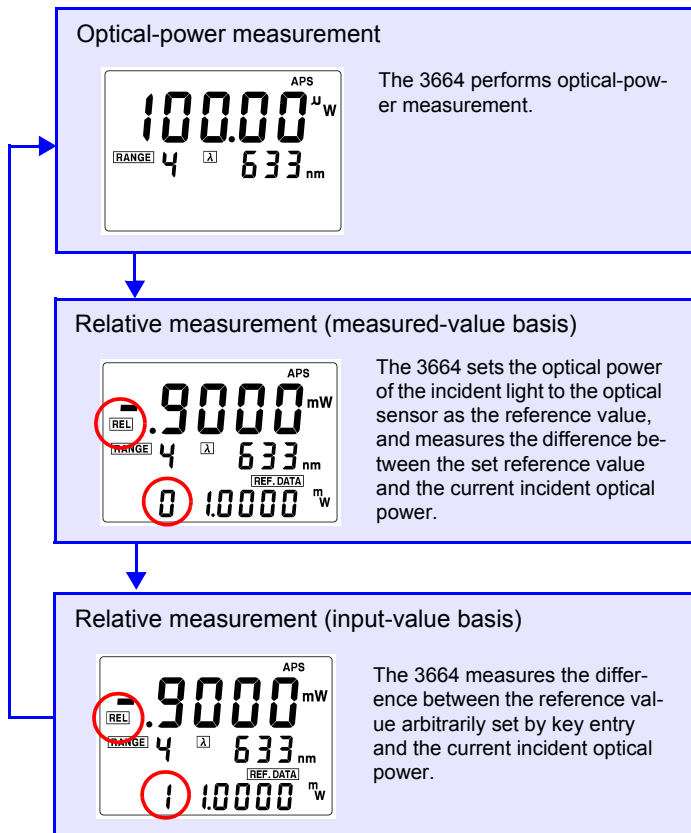 Optical-power measurement
APS
100.00 µW
RANGE 4 λ 633 nm
The 3664 performs optical-pow-
er measurement.
Relative measurement (measured-value basis)
APS
REL -.9000 mW
RANGE 4 λ 633 nm
REF. DATA
0 1.0000 mW
The 3664 sets the optical power
of the incident light to the optical
sensor as the reference value,
and measures the difference be-
tween the set reference value
and the current incident optical
power.
Relative measurement (input-value basis)
APS
REL -.9000 mW
RANGE 4 λ 633 nm
REF. DATA
1 1.0000 mW
The 3664 measures the differ-
ence between the reference val-
ue arbitrarily set by key entry
and the current incident optical
power.